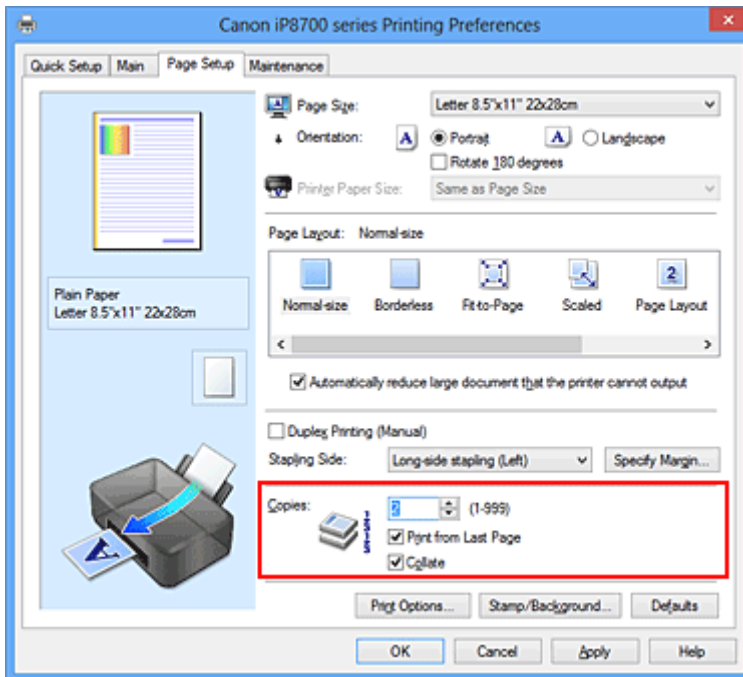 Canon iP8700 series Printing Preferences
Quick Setup Main Page Setup Maintenance
Page Size: Letter 8.5"x11" 22x28cm
Orientation: A Portrait A Landscape
Rotate 180 degrees
Printer Paper Size: Same as Page Size
Page Layout: Normal-size
2
Normal-size Borderless Fit-to-Page Scaled Page Layout
Plain Paper
Letter 8.5"x11" 22x28cm
Automatically reduce large document that the printer cannot output
Duplex Printing (Manual)
Stapling Side: Long-side stapling (Left) Specify Margin...
Copies: 2 (1-999)
Print from Last Page
Collate
A
Print Options... Stamp/Background... Defaults
OK Cancel Apply Help